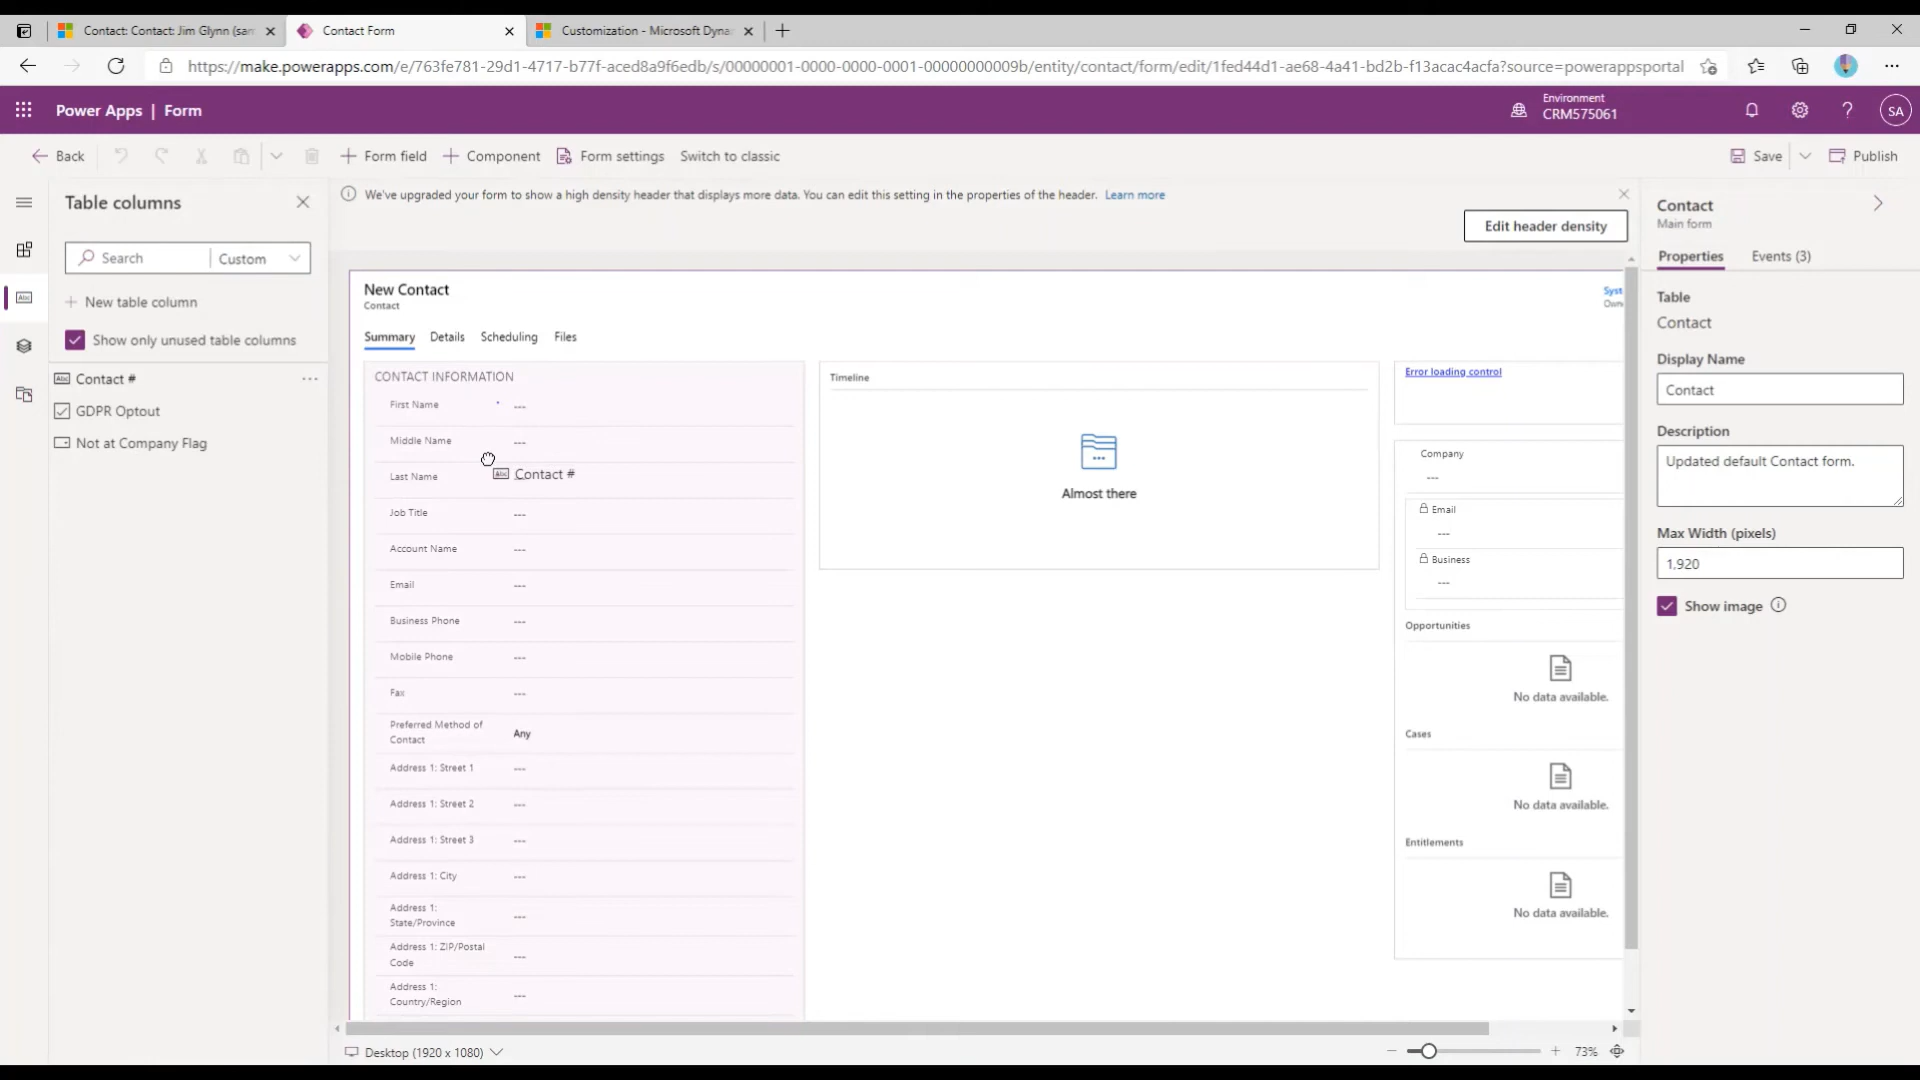 Contact: Contact: Jim Glynn (sam
Contact Form
Customization - Microsoft Dyna
https://make.powerapps.com/e/763fe781-29d1-4717-b77f-aced8a9f6edb/s/00000001-0000-0000-0001-00000000009b/entity/contact/form/edit/1fed44d1-ae68-4a41-bd2b-f13acac4acfa?source=powerappsportal
Power Apps | Form
Environment
CRM575061
SA
Back
Form field
Component
Form settings
Switch to classic
Save
Publish
Table columns
Search
Custom
New table column
Show only unused table columns
Abc Contact #
GDPR Optout
Not at Company Flag
We've upgraded your form to show a high density header that displays more data. You can edit this setting in the properties of the header. Learn more
Edit header density
New Contact
Contact
Syst
Own
Summary
Details
Scheduling
Files
CONTACT INFORMATION
First Name * ---
Middle Name ---
Last Name
Abc Contact #
Job Title ---
Account Name ---
Email ---
Business Phone ---
Mobile Phone ---
Fax ---
Preferred Method of
Contact
Any
Address 1: Street 1 ---
Address 1: Street 2 ---
Address 1: Street 3 ---
Address 1: City ---
Address 1:
State/Province
---
Address 1: ZIP/Postal
Code
---
Address 1:
Country/Region
---
Timeline
Almost there
Error loading control
Company
---
Email
---
Business
---
Opportunities
No data available.
Cases
No data available.
Entitlements
No data available.
Desktop (1920 x 1080)
73%
Contact
Main form
Properties
Events (3)
Table
Contact
Display Name
Contact
Description
Updated default Contact form.
Max Width (pixels)
1,920
Show image